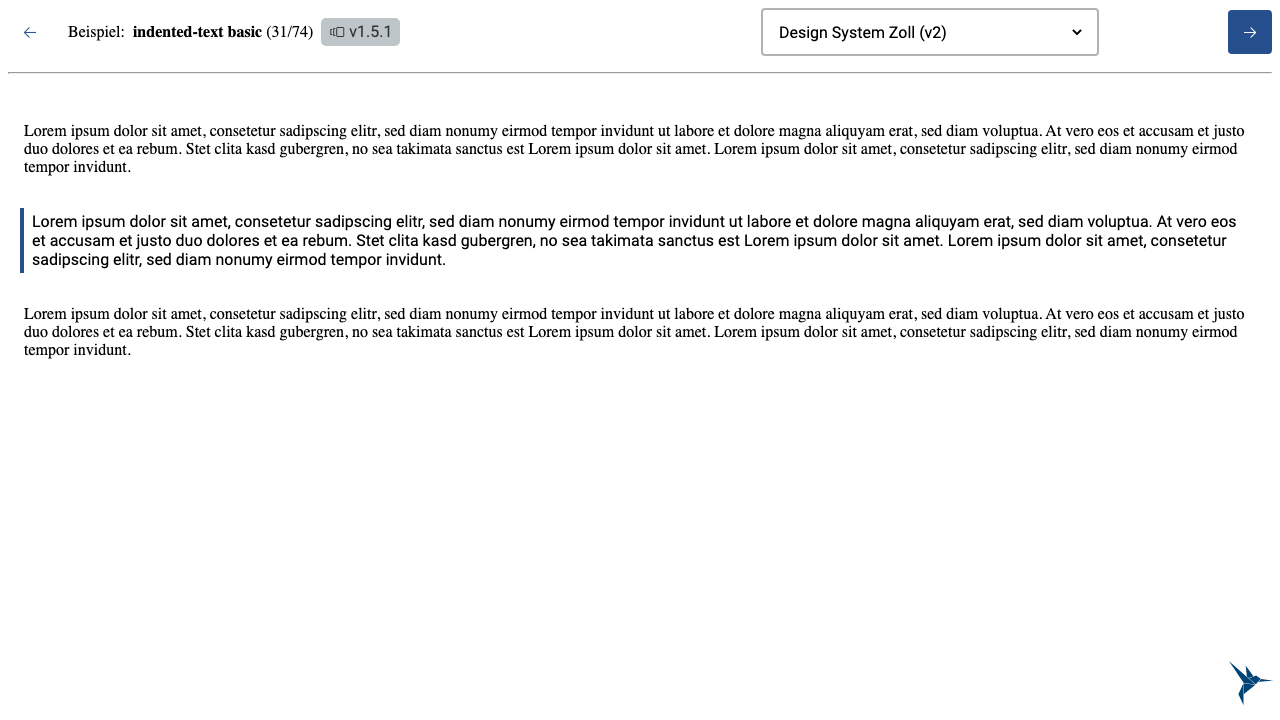 Beispiel: indented-text basic (31/74) v1.5.1
Design System Zoll (v2)
Lorem ipsum dolor sit amet, consetetur sadipscing elitr, sed diam nonumy eirmod tempor invidunt ut labore et dolore magna aliquyam erat, sed diam voluptua. At vero eos et accusam et justo
duo dolores et ea rebum. Stet clita kasd gubergren, no sea takimata sanctus est Lorem ipsum dolor sit amet. Lorem ipsum dolor sit amet, consetetur sadipscing elitr, sed diam nonumy eirmod
tempor invidunt.
Lorem ipsum dolor sit amet, consetetur sadipscing elitr, sed diam nonumy eirmod tempor invidunt ut labore et dolore magna aliquyam erat, sed diam voluptua. At vero eos
et accusam et justo duo dolores et ea rebum. Stet clita kasd gubergren, no sea takimata sanctus est Lorem ipsum dolor sit amet. Lorem ipsum dolor sit amet, consetetur
sadipscing elitr, sed diam nonumy eirmod tempor invidunt.
Lorem ipsum dolor sit amet, consetetur sadipscing elitr, sed diam nonumy eirmod tempor invidunt ut labore et dolore magna aliquyam erat, sed diam voluptua. At vero eos et accusam et justo
duo dolores et ea rebum. Stet clita kasd gubergren, no sea takimata sanctus est Lorem ipsum dolor sit amet. Lorem ipsum dolor sit amet, consetetur sadipscing elitr, sed diam nonumy eirmod
tempor invidunt.